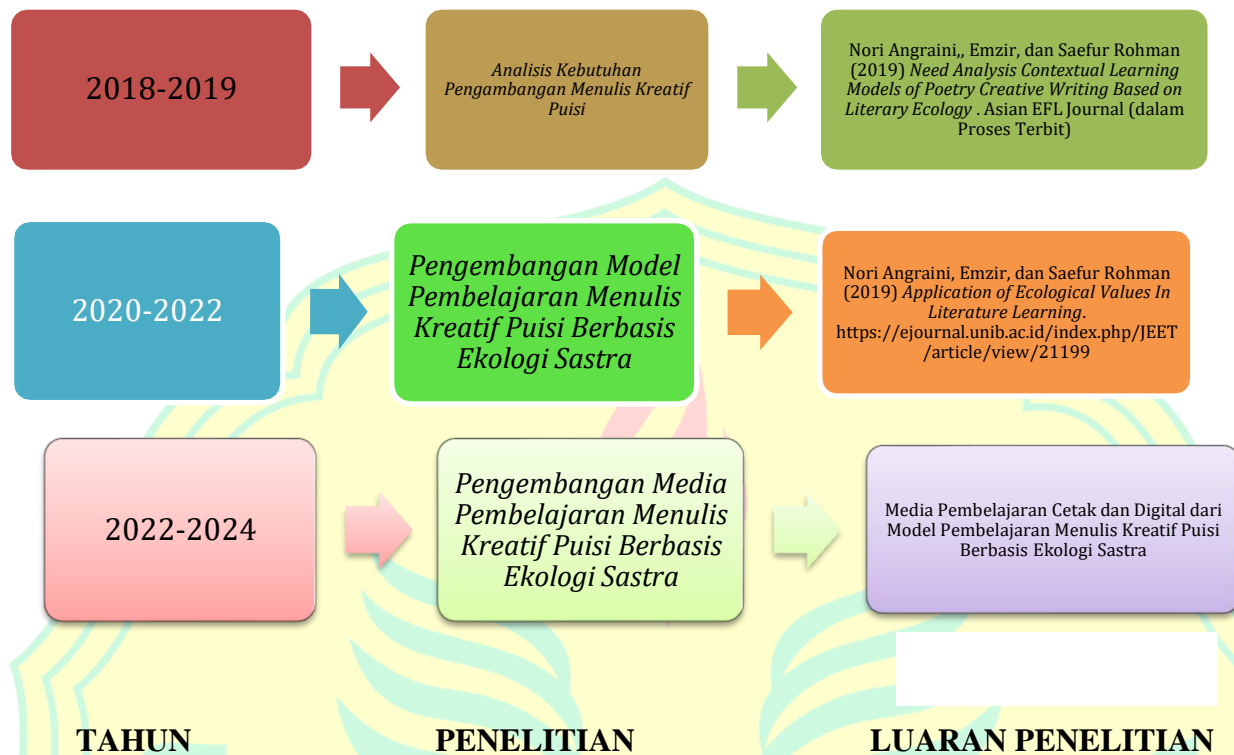 2018-2019
Analisis Kebutuhan
Pengambangan Menulis Kreatif
Puisi
Nori Angraini,, Emzir, dan Saefur Rohman
(2019) Need Analysis Contextual Learning
Models of Poetry Creative Writing Based on
Literary Ecology . Asian EFL Journal (dalam
Proses Terbit)
2020-2022
Pengembangan Model
Pembelajaran Menulis
Kreatif Puisi Berbasis
Ekologi Sastra
Nori Angraini, Emzir, dan Saefur Rohman
(2019) Application of Ecological Values In
Literature Learning.
https://ejournal.unib.ac.id/index.php/JEET
/article/view/21199
2022-2024
Pengembangan Media
Pembelajaran Menulis
Kreatif Puisi Berbasis
Ekologi Sastra
Media Pembelajaran Cetak dan Digital dari
Model Pembelajaran Menulis Kreatif Puisi
Berbasis Ekologi Sastra
TAHUN
PENELITIAN
LUARAN PENELITIAN